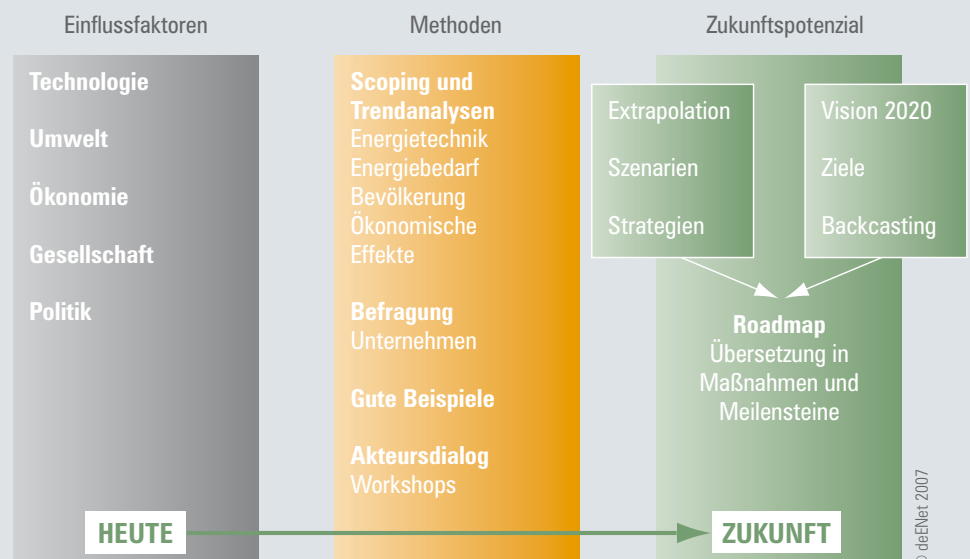 Einflussfaktoren
Technologie
Umwelt
Ökonomie
Gesellschaft
Politik
Methoden
Scoping und
Trendanalysen
Energietechnik
Energiebedarf
Bevölkerung
Ökonomische
Effekte
Befragung
Unternehmen
Gute Beispiele
Akteursdialog
Workshops
Zukunftspotenzial
Extrapolation
Szenarien
Strategien
Vision 2020
Ziele
Backcasting
Roadmap
Übersetzung in
Maßnahmen und
Meilensteine
HEUTE
ZUKUNFT
© deENet 2007